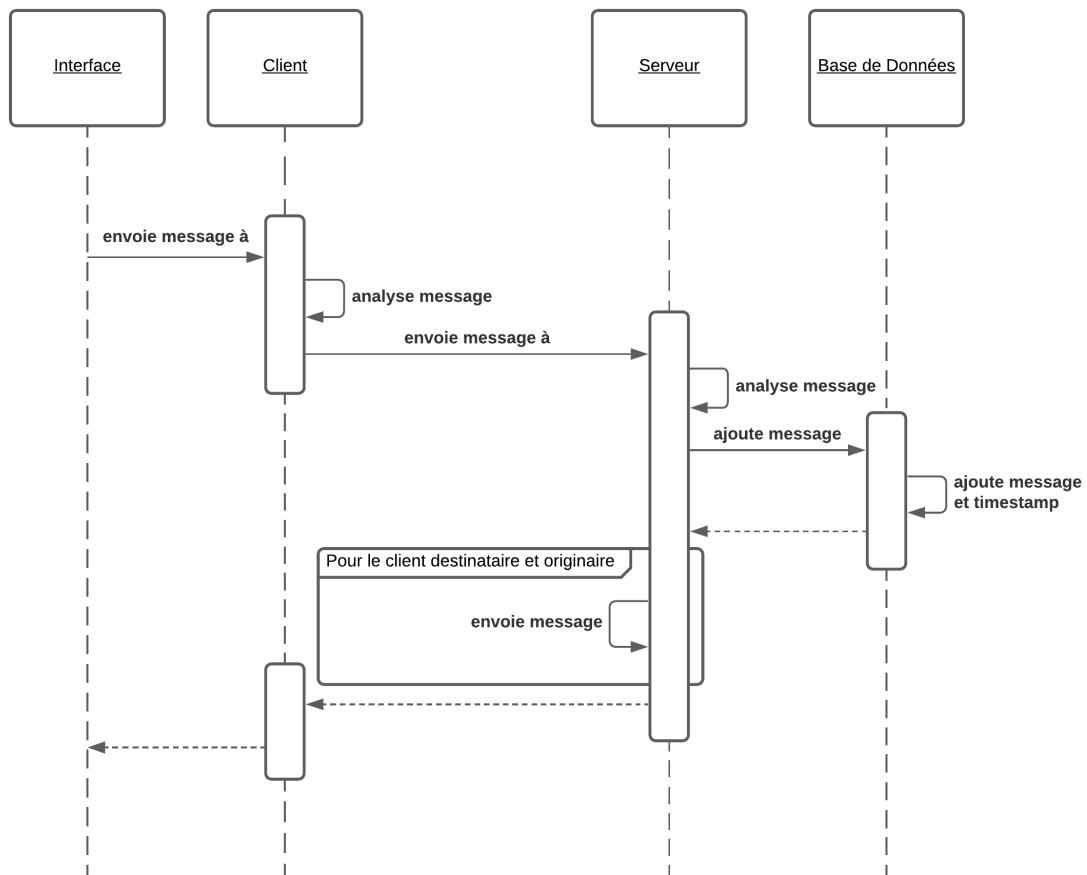 Interface
Client
Serveur
Base de Données
envoie message à
analyse message
envoie message à
analyse message
ajoute message
ajoute message
et timestamp
Pour le client destinataire et originaire
envoie message